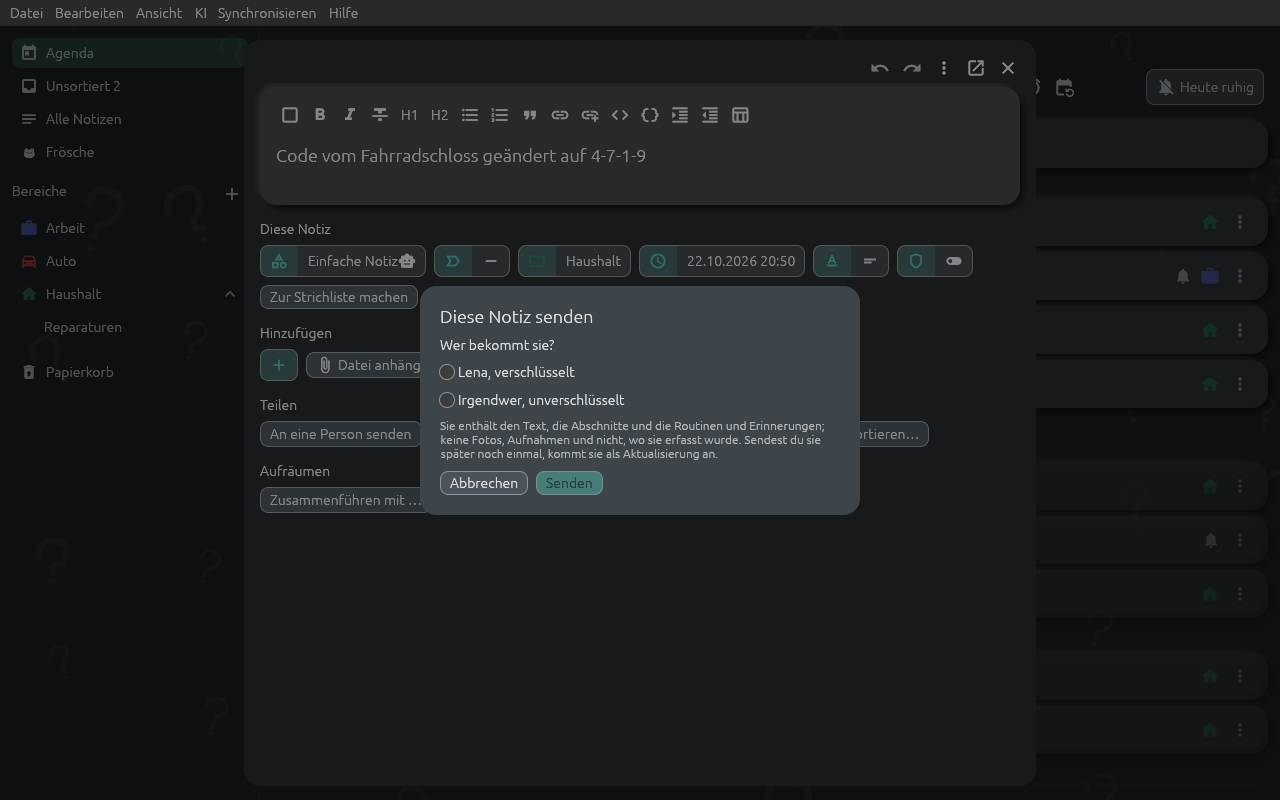 Datei Bearbeiten Ansicht KI Synchronisieren Hilfe
Agenda
Unsortiert 2
Alle Notizen
Frösche
Bereiche
Arbeit
Auto
Haushalt
Reparaturen
Papierkorb
Heute ruhig
B I S H1 H2
Code vom Fahrradschloss geändert auf 4-7-1-9
Diese Notiz
Einfache Notiz
Haushalt
22.10.2026 20:50
Zur Strichliste machen
Hinzufügen
Datei anhäng
Teilen
An eine Person senden
ortieren…
Aufräumen
Zusammenführen mit …
Diese Notiz senden
Wer bekommt sie?
Lena, verschlüsselt
Irgendwer, unverschlüsselt
Sie enthält den Text, die Abschnitte und die Routinen und Erinnerungen;
keine Fotos, Aufnahmen und nicht, wo sie erfasst wurde. Sendest du sie
später noch einmal, kommt sie als Aktualisierung an.
Abbrechen Senden